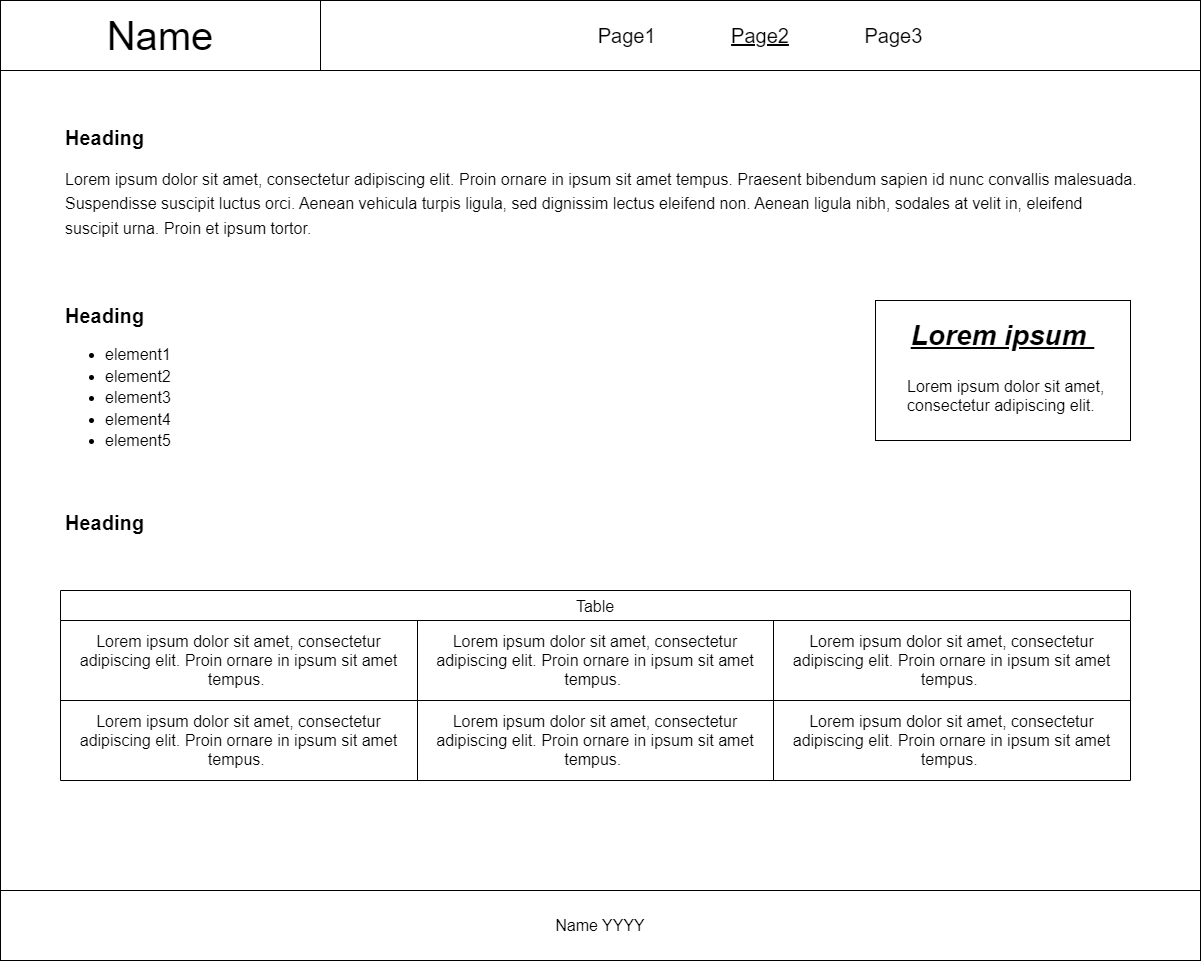 Name
Page1 Page2 Page3
Heading
Lorem ipsum dolor sit amet, consectetur adipiscing elit. Proin ornare in ipsum sit amet tempus. Praesent bibendum sapien id nunc convallis malesuada.
Suspendisse suscipit luctus orci. Aenean vehicula turpis ligula, sed dignissim lectus eleifend non. Aenean ligula nibh, sodales at velit in, eleifend
suscipit urna. Proin et ipsum tortor.
Heading
element1
element2
element3
element4
element5
Lorem ipsum
Lorem ipsum dolor sit amet,
consectetur adipiscing elit.
Heading
Table
Lorem ipsum dolor sit amet, consectetur
adipiscing elit. Proin ornare in ipsum sit amet
tempus.
Lorem ipsum dolor sit amet, consectetur
adipiscing elit. Proin ornare in ipsum sit amet
tempus.
Lorem ipsum dolor sit amet, consectetur
adipiscing elit. Proin ornare in ipsum sit amet
tempus.
Lorem ipsum dolor sit amet, consectetur
adipiscing elit. Proin ornare in ipsum sit amet
tempus.
Lorem ipsum dolor sit amet, consectetur
adipiscing elit. Proin ornare in ipsum sit amet
tempus.
Lorem ipsum dolor sit amet, consectetur
adipiscing elit. Proin ornare in ipsum sit amet
tempus.
Name YYYY